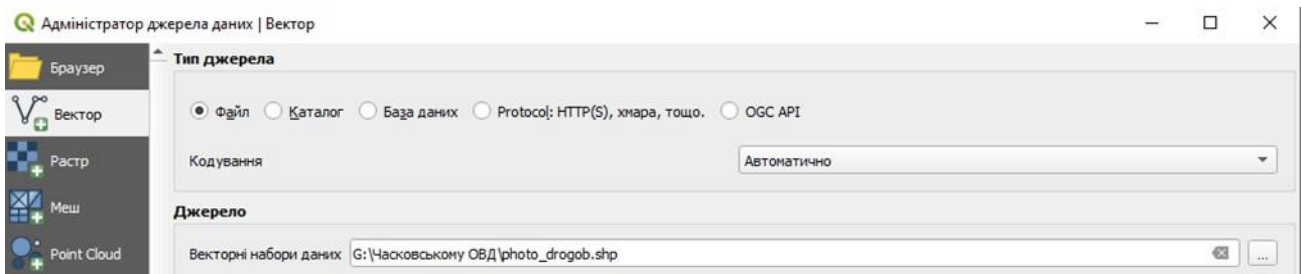 Адміністратор джерела даних | Вектор
Браузер
Тип джерела
Вектор
Файл Каталог База даних Protocol: HTTP(S), хмара, тощо. OGC API
Растр
Кодування Автоматично
Меш
Джерело
Point Cloud
Векторні набори даних G:\Часковському ОВД\photo_drogob.shp ...